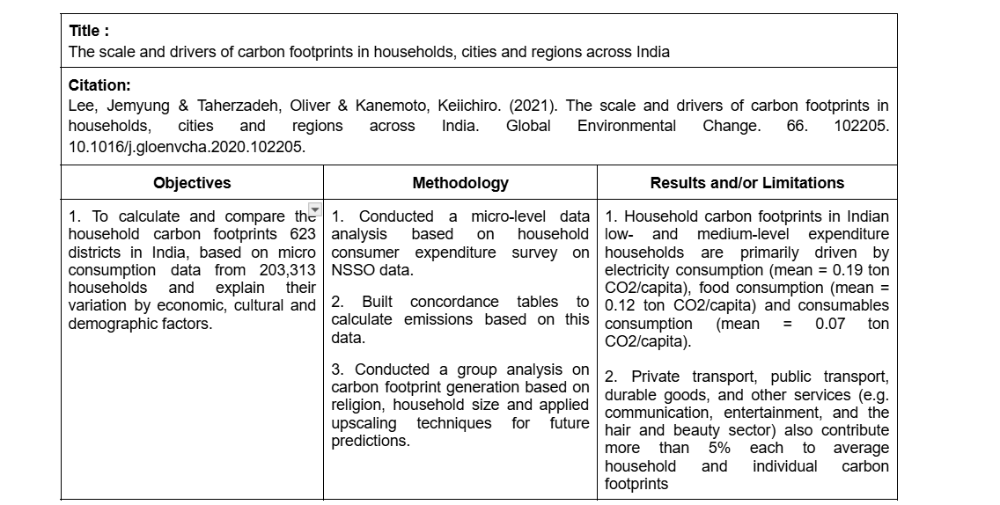 Title :
The scale and drivers of carbon footprints in households, cities and regions across India
Citation:
Lee, Jemyung & Taherzadeh, Oliver & Kanemoto, Keiichiro. (2021). The scale and drivers of carbon footprints in
households, cities and regions across India. Global Environmental Change. 66. 102205.
10.1016/j.gloenvcha.2020.102205.
Objectives
1. To calculate and compare the
household carbon footprints 623
districts in India, based on micro
consumption data from 203,313
households and explain their
variation by economic, cultural and
demographic factors.
Methodology
1. Conducted a micro-level data
analysis based on household
consumer expenditure survey on
NSSO data.
2. Built concordance tables to
calculate emissions based on this
data.
3. Conducted a group analysis on
carbon footprint generation based on
religion, household size and applied
upscaling techniques for future
predictions.
Results and/or Limitations
1. Household carbon footprints in Indian
low- and medium-level expenditure
households are primarily driven by
electricity consumption (mean = 0.19 ton
CO2/capita), food consumption (mean =
0.12 ton CO2/capita) and consumables
consumption (mean = 0.07 ton
CO2/capita).
2. Private transport, public transport,
durable goods, and other services (e.g.
communication, entertainment, and the
hair and beauty sector) also contribute
more than 5% each to average
household and individual carbon
footprints